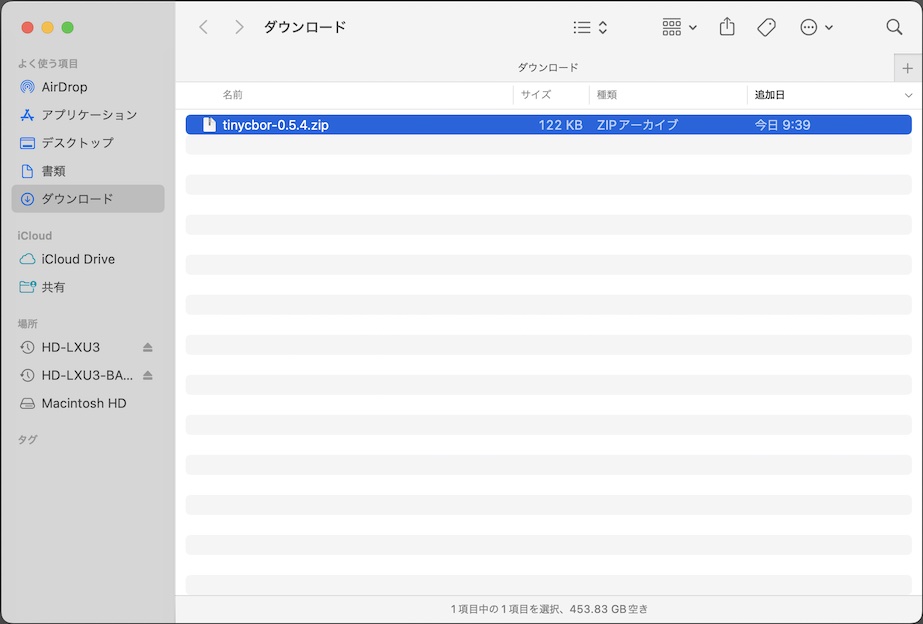 ダウンロード
よく使う項目
AirDrop
アプリケーション
デスクトップ
書類
ダウンロード
iCloud
iCloud Drive
共有
場所
HD-LXU3
HD-LXU3-BA...
Macintosh HD
タグ
ダウンロード
名前 サイズ 種類 追加日
tinycbor-0.5.4.zip 122 KB ZIPアーカイブ 今日 9:39
1項目中の1項目を選択、453.83 GB空き